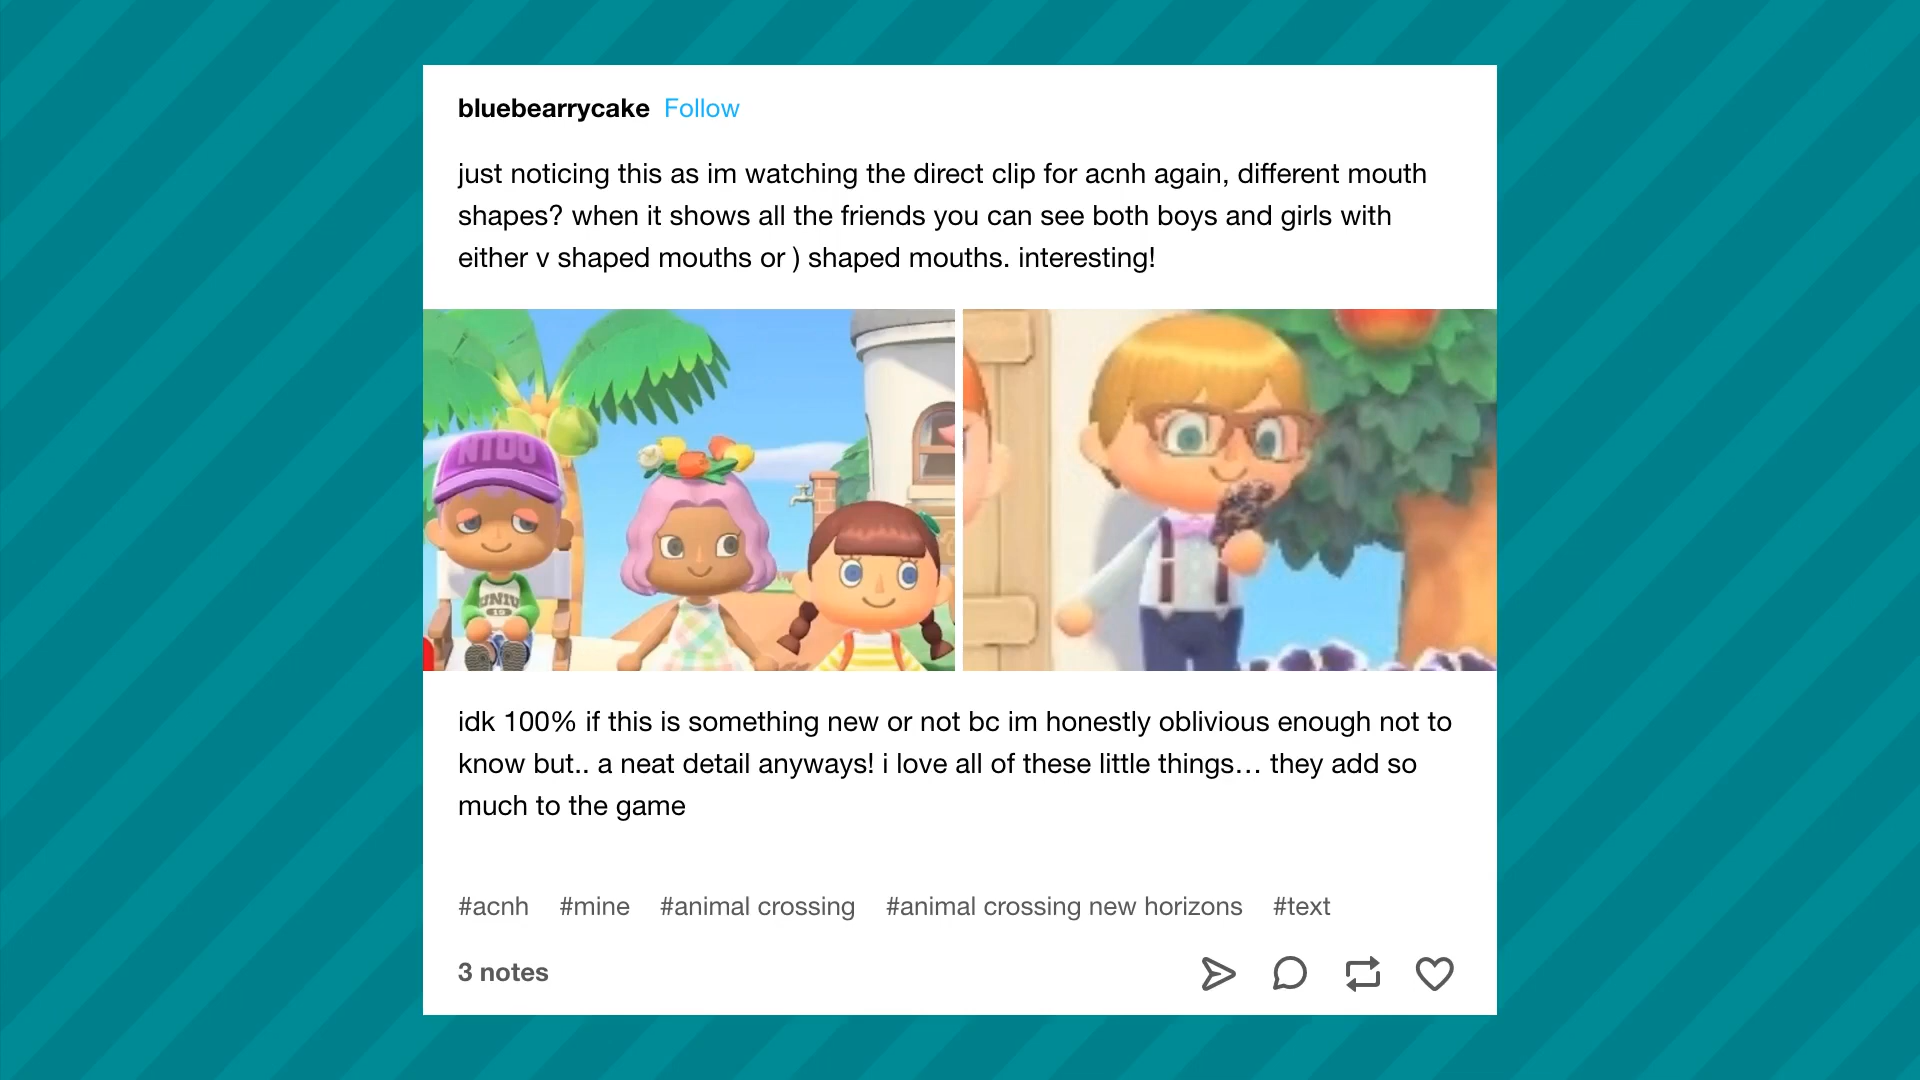 bluebearrycake Follow
just noticing this as im watching the direct clip for acnh again, different mouth
shapes? when it shows all the friends you can see both boys and girls with
either v shaped mouths or ) shaped mouths. interesting!
NTDO
UNIV
10
idk 100% if this is something new or not bc im honestly oblivious enough not to
know but.. a neat detail anyways! i love all of these little things... they add so
much to the game
#acnh #mine #animal crossing #animal crossing new horizons #text
3 notes